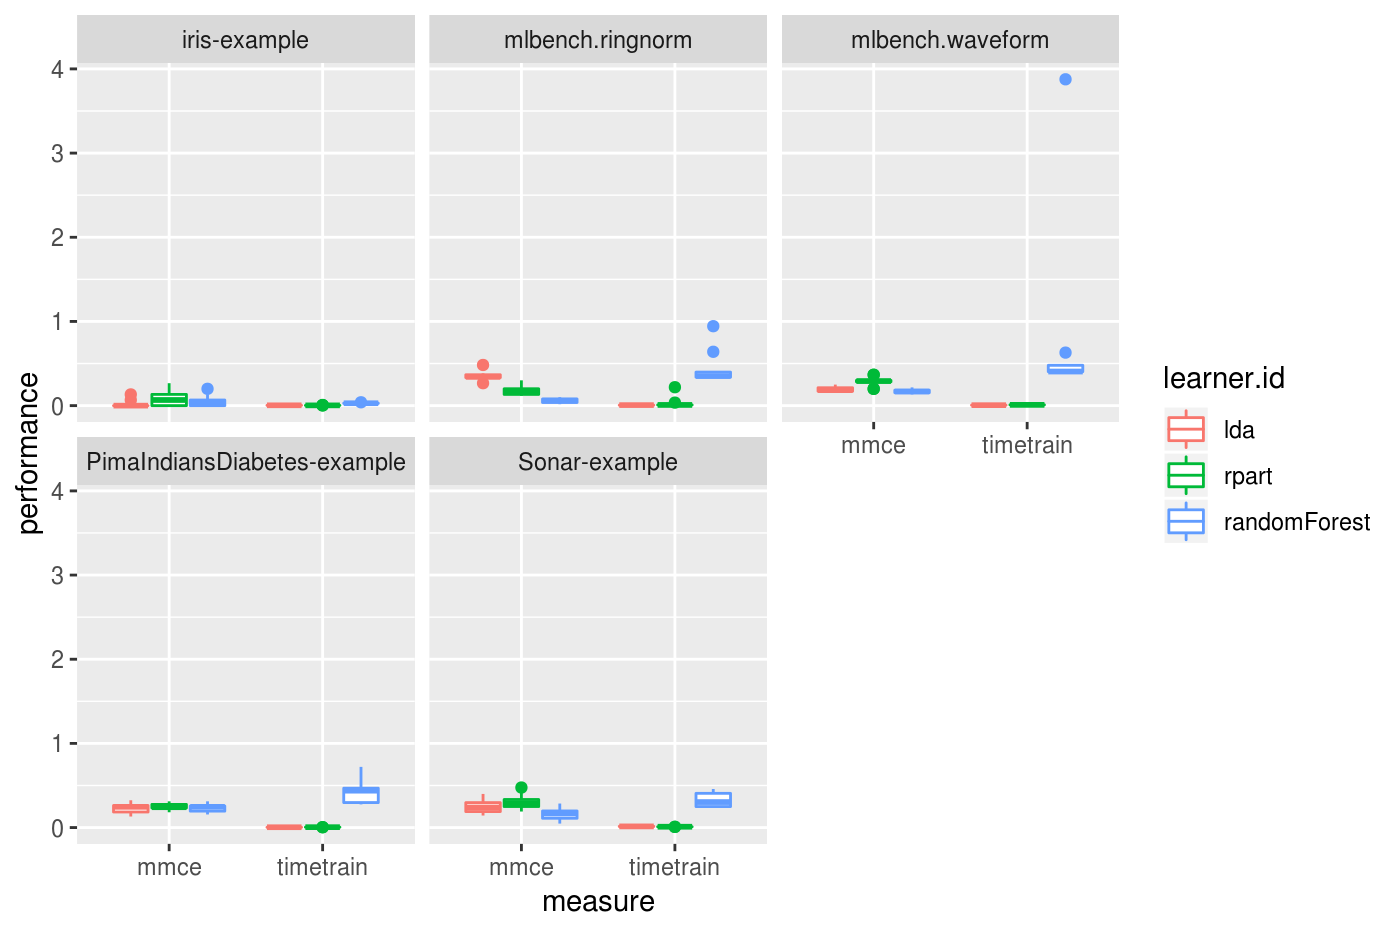 iris-example
mlbench.ringnorm
mlbench.waveform
4
3
2
1
0
mmce
timetrain
PimaIndiansDiabetes-example
Sonar-example
4
3
2
1
0
mmce
timetrain
mmce
timetrain
measure
performance
learner.id
lda
rpart
randomForest